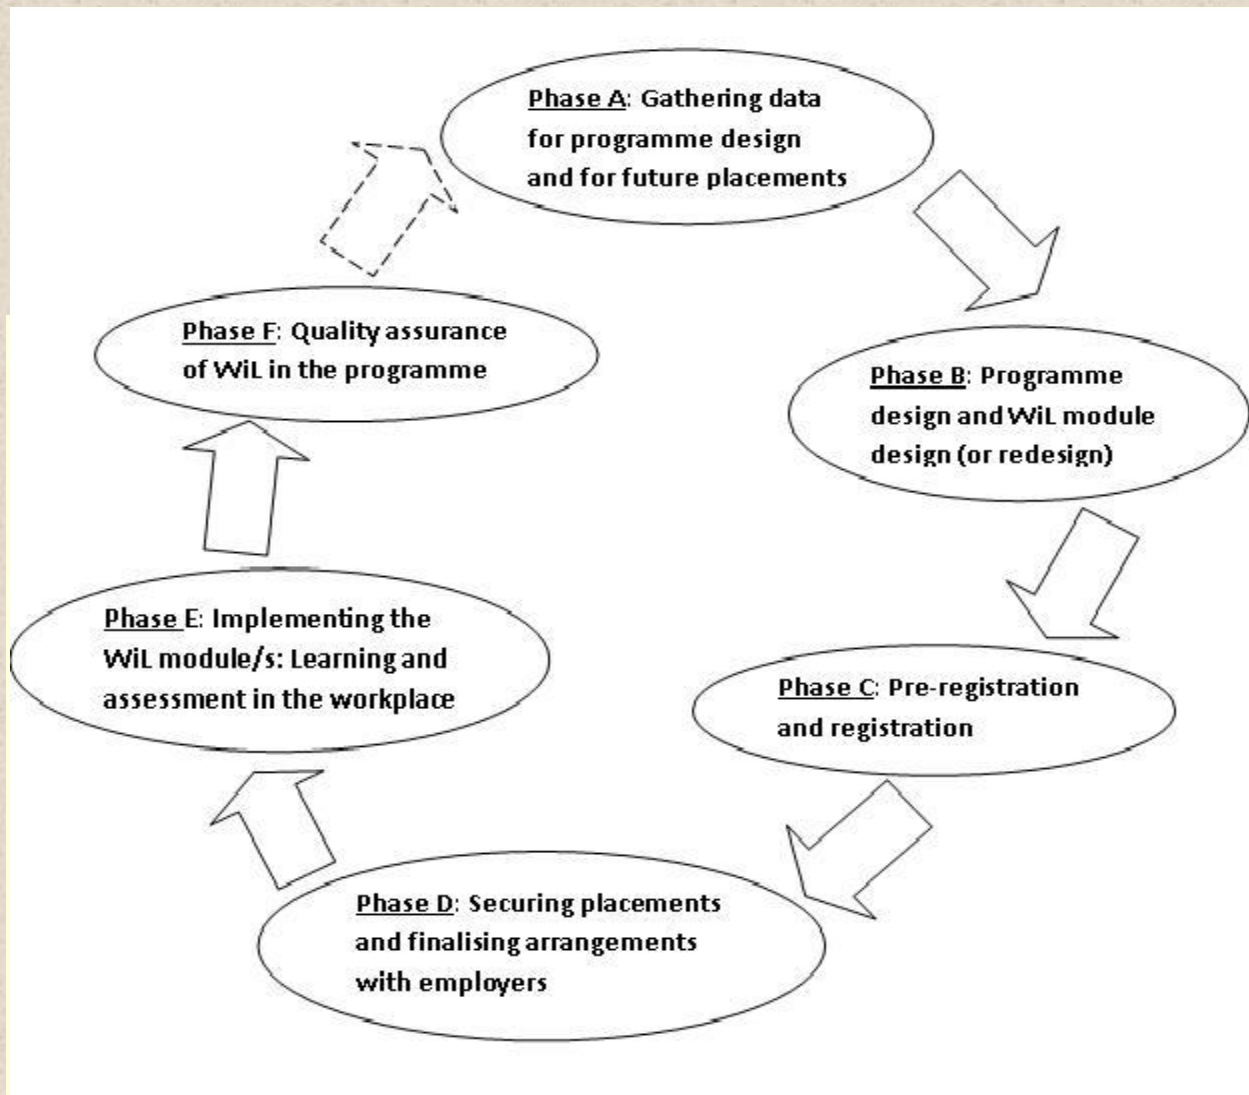 Phase A: Gathering data
for programme design
and for future placements
Phase B: Programme
design and WiL module
design (or redesign)
Phase C: Pre-registration
and registration
Phase D: Securing placements
and finalising arrangements
with employers
Phase E: Implementing the
WiL module/s: Learning and
assessment in the workplace
Phase F: Quality assurance
of WiL in the programme